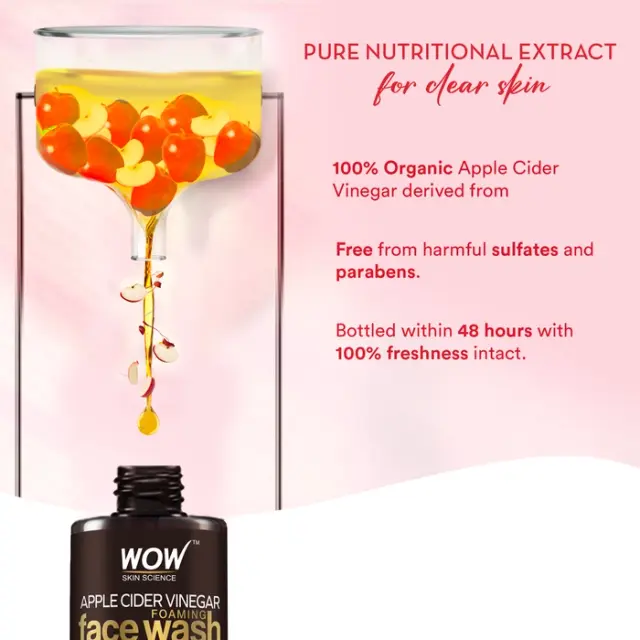 PURE NUTRITIONAL EXTRACT
for clear skin
100% Organic Apple Cider
Vinegar derived from
Free from harmful sulfates and
parabens.
Bottled within 48 hours with
100% freshness intact.
WOW™
SKIN SCIENCE
APPLE CIDER VINEGAR
FOAMING
face wash